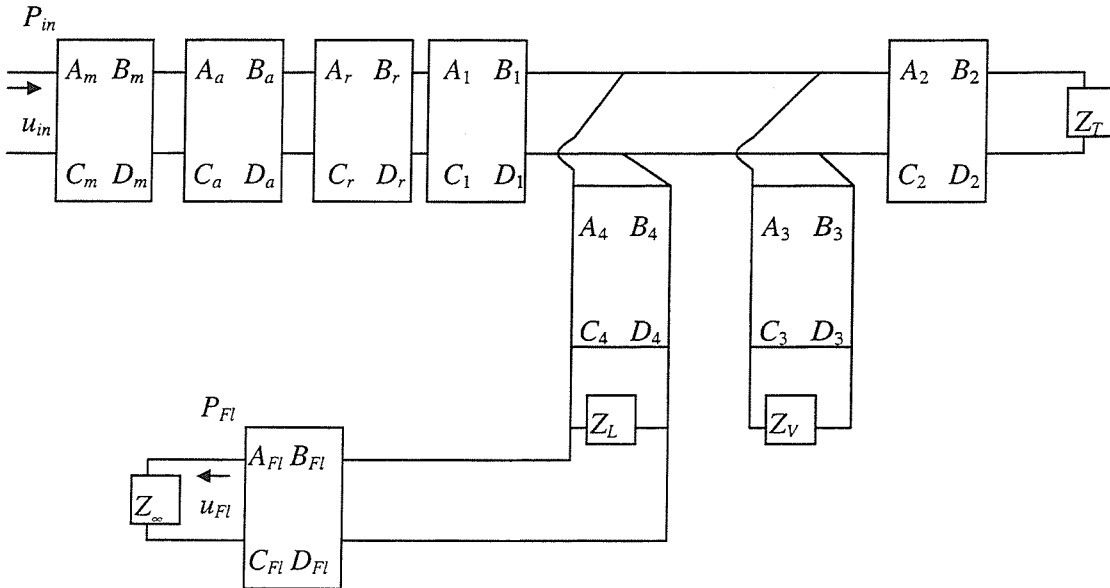 P_in
u_in
A_m B_m
C_m D_m
A_a B_a
C_a D_a
A_r B_r
C_r D_r
A_1 B_1
C_1 D_1
A_2 B_2
C_2 D_2
Z_T
A_4 B_4
C_4 D_4
A_3 B_3
C_3 D_3
Z_L
Z_V
P_Fl
A_Fl B_Fl
u_Fl
Z_∞
C_Fl D_Fl